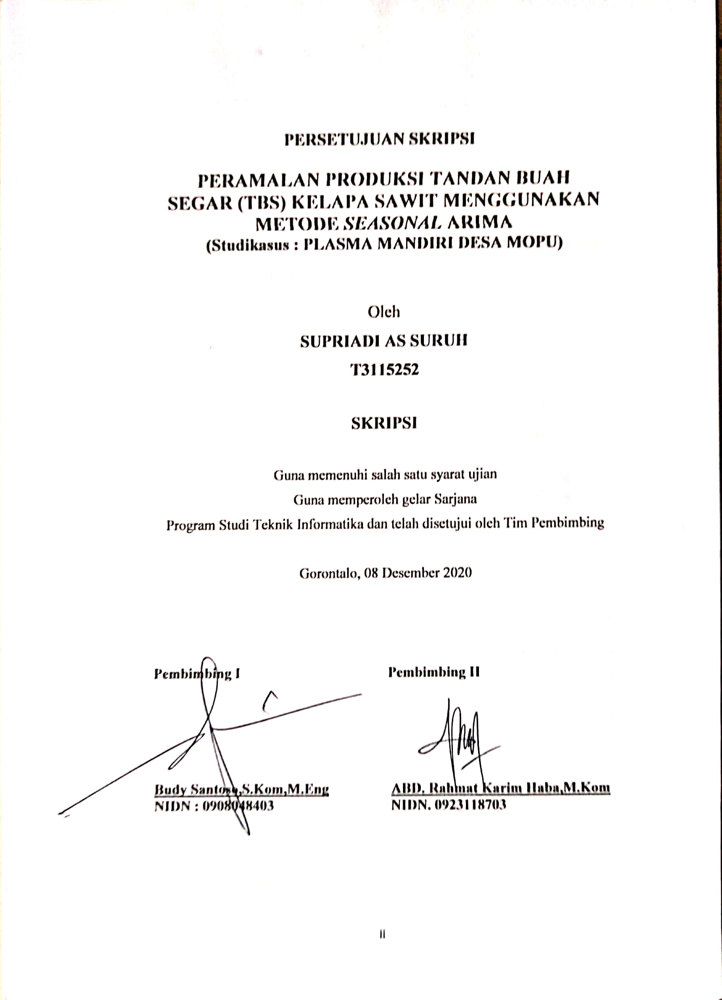 PERSETUJUAN SKRIPSI
PERAMALAN PRODUKSI TANDAN BUAH
SEGAR (TBS) KELAPA SAWIT MENGGUNAKAN
METODE SEASONAL ARIMA
(Studikasus : PLASMA MANDIRI DESA MOPU)
Oleh
SUPRIADI AS SURUH
T3115252
SKRIPSI
Guna memenuhi salah satu syarat ujian
Guna memperoleh gelar Sarjana
Program Studi Teknik Informatika dan telah disetujui oleh Tim Pembimbing
Gorontalo, 08 Desember 2020
Pembimbing I
Pembimbing II
Budy Santoso,S.Kom,M.Eng
NIDN : 0908048403
ABD. Rahmat Karim Haba,M.Kom
NIDN. 0923118703
ii